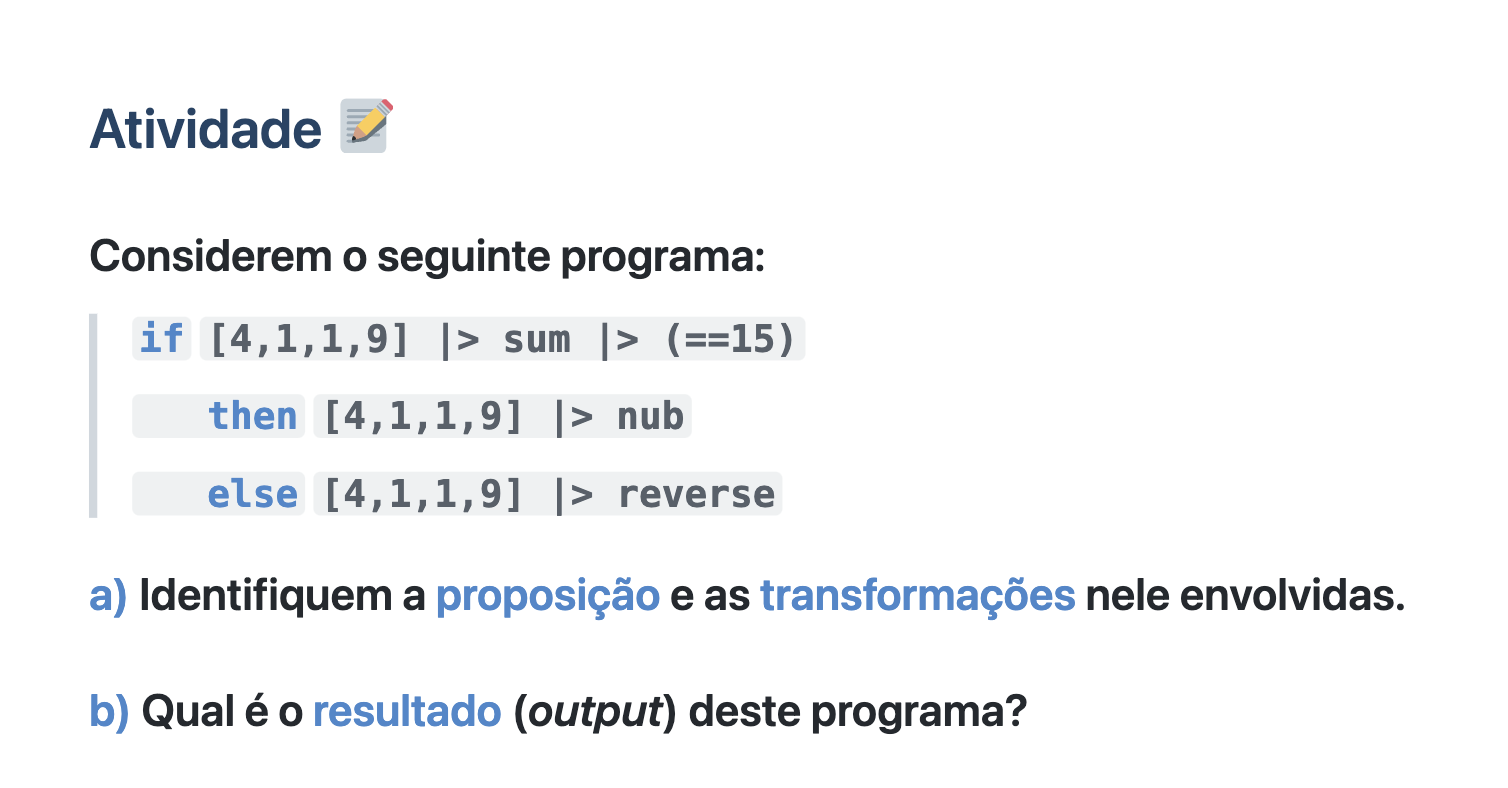 Atividade 📝
Considerem o seguinte programa:
if [4,1,1,9] |> sum |> (==15)
then [4,1,1,9] |> nub
else [4,1,1,9] |> reverse
a) Identifiquem a proposição e as transformações nele envolvidas.
b) Qual é o resultado (output) deste programa?